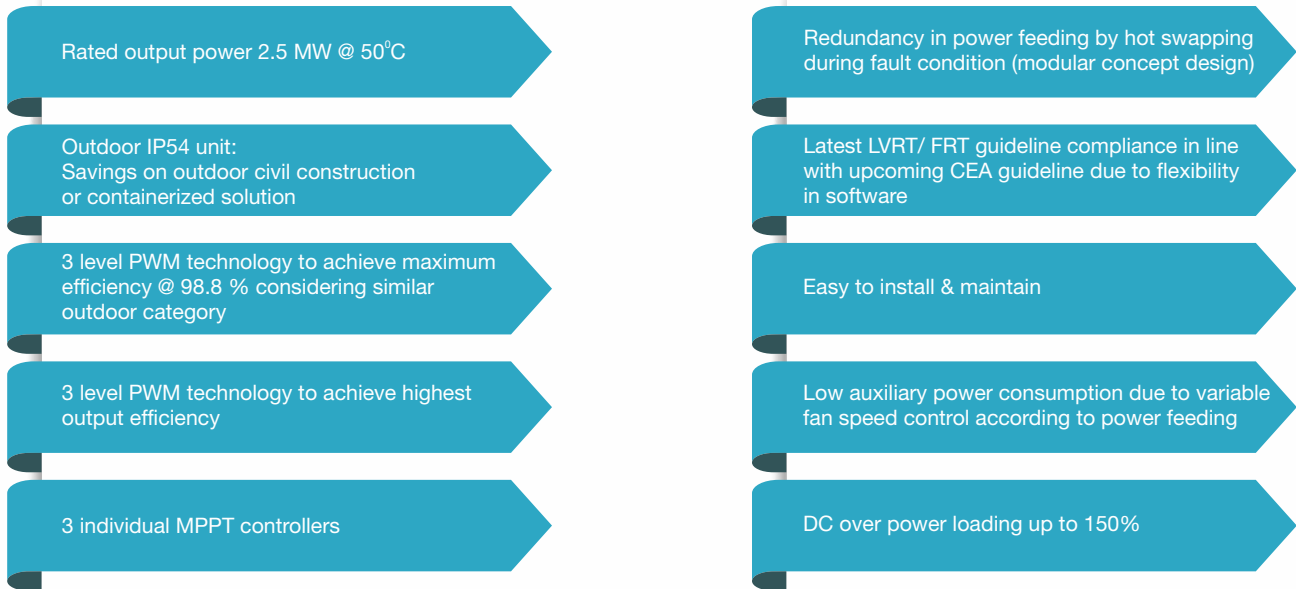 Rated output power 2.5 MW @ 50⁰C
Outdoor IP54 unit:
Savings on outdoor civil construction
or containerized solution
3 level PWM technology to achieve maximum
efficiency @ 98.8 % considering similar
outdoor category
3 level PWM technology to achieve highest
output efficiency
3 individual MPPT controllers
Redundancy in power feeding by hot swapping
during fault condition (modular concept design)
Latest LVRT/ FRT guideline compliance in line
with upcoming CEA guideline due to flexibility
in software
Easy to install & maintain
Low auxiliary power consumption due to variable
fan speed control according to power feeding
DC over power loading up to 150%